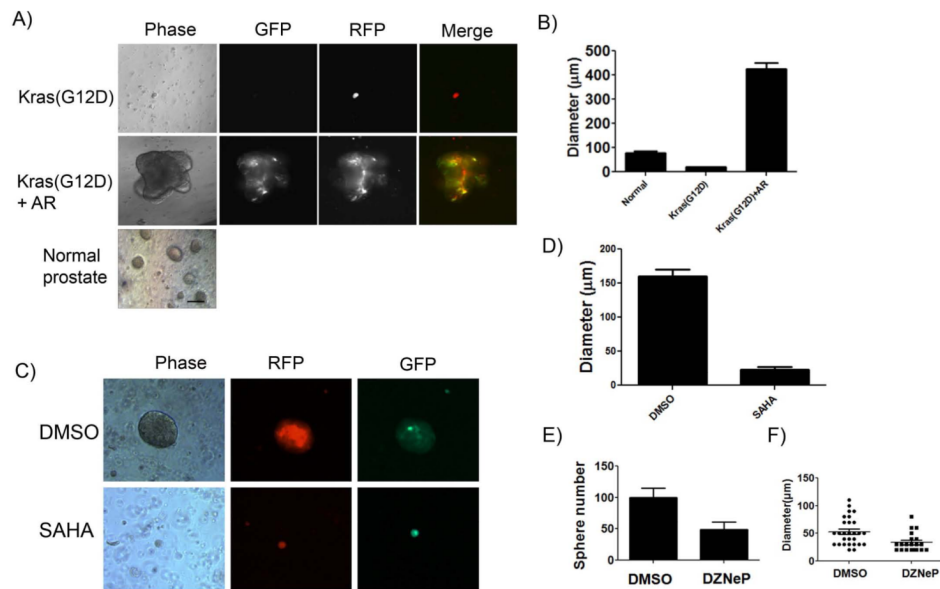 A)
Phase GFP RFP Merge
Kras(G12D)
Kras(G12D)
+ AR
Normal
prostate
B)
Diameter (μm)
500
400
300
200
100
0
Normal
Kras(G12D)
Kras(G12D)+AR
C)
Phase RFP GFP
DMSO
SAHA
D)
Diameter (μm)
200
150
100
50
0
DMSO
SAHA
E)
Sphere number
150
100
50
0
DMSO DZNeP
F)
Diameter(μm)
150
100
50
0
DMSO DZNeP